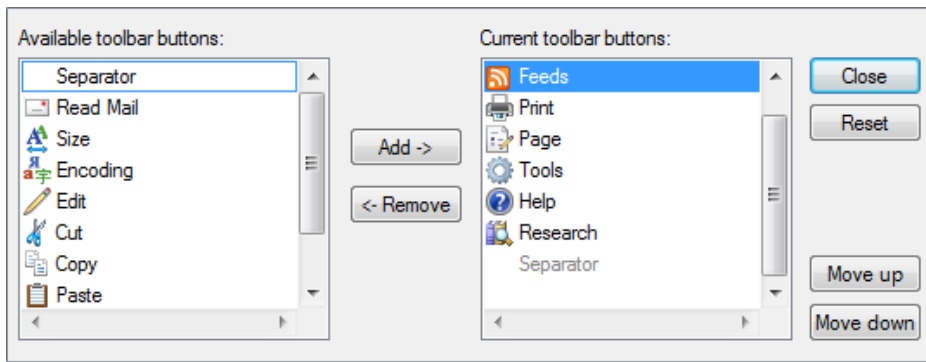 Available toolbar buttons:
Separator
Read Mail
Size
Encoding
Edit
Cut
Copy
Paste
Add ->
<- Remove
Current toolbar buttons:
Feeds
Print
Page
Tools
Help
Research
Separator
Close
Reset
Move up
Move down